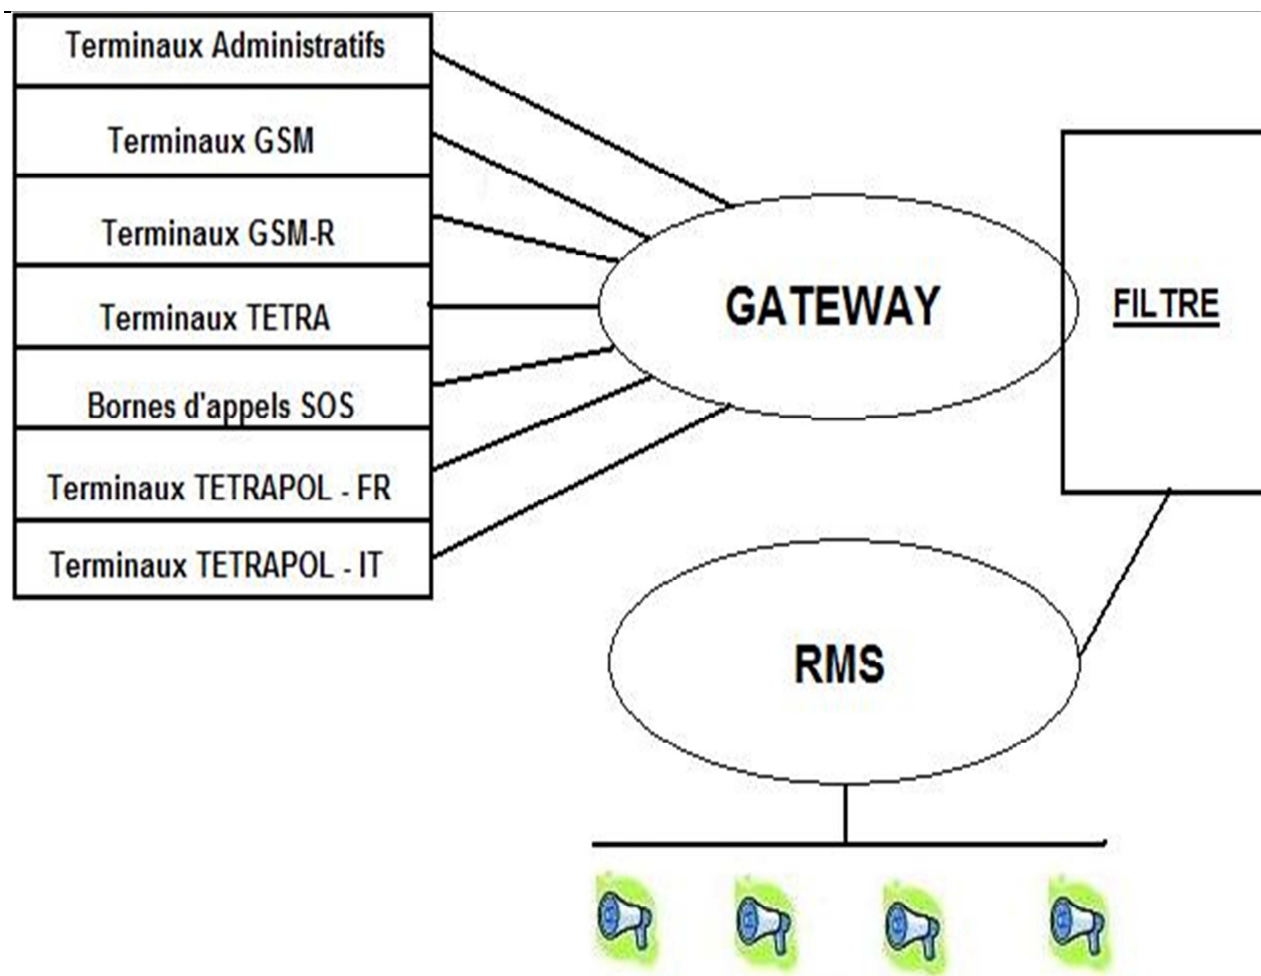 Terminaux Administratifs
Terminaux GSM
Terminaux GSM-R
Terminaux TETRA
Bornes d'appels SOS
Terminaux TETRAPOL - FR
Terminaux TETRAPOL - IT
GATEWAY
FILTRE
RMS